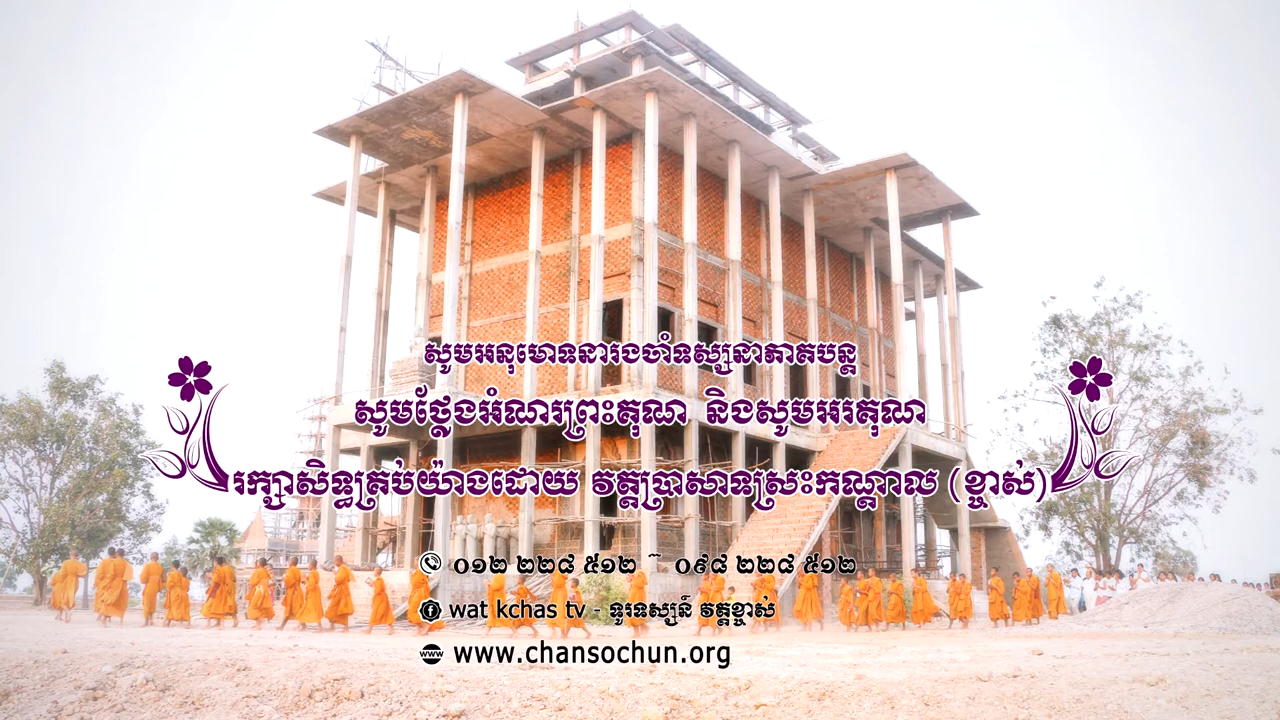 សូមអនុមោទនារងចាំទស្សនាភាគបន្ត
សូមថ្លែងអំណរព្រះគុណ និងសូមអរគុណ
រក្សាសិទ្ធគ្រប់យ៉ាងដោយ វត្តប្រាសាទស្រះកណ្តាល (ខ្ចាស់)
០១២ ២២៨ ៥១២ - ០៩៨ ២២៨ ៥១២
wat kchas tv - ទូរទស្សន៍ វត្តខ្ចាស់
www.chansochun.org